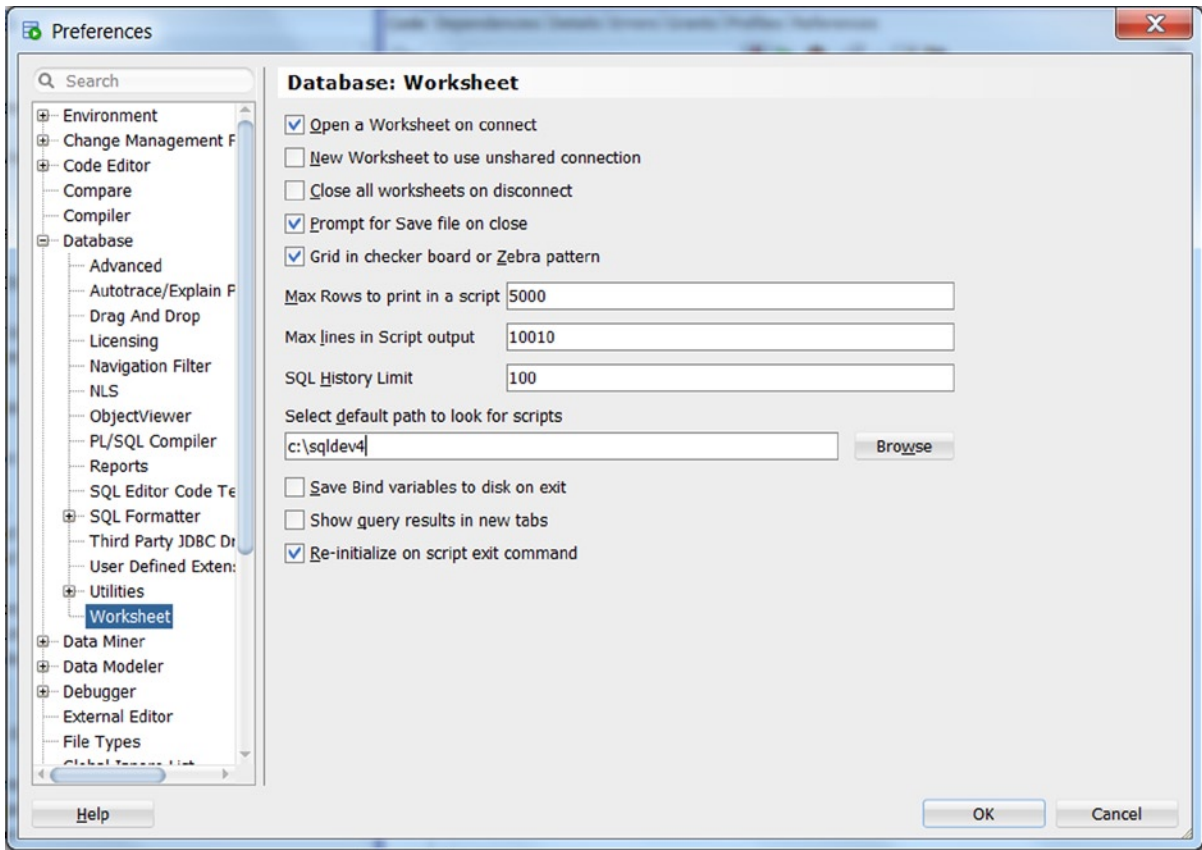 Preferences
Search
Environment
Change Management F
Code Editor
Compare
Compiler
Database
Advanced
Autotrace/Explain P
Drag And Drop
Licensing
Navigation Filter
NLS
ObjectViewer
PL/SQL Compiler
Reports
SQL Editor Code Te
SQL Formatter
Third Party JDBC Dr
User Defined Exten
Utilities
Worksheet
Data Miner
Data Modeler
Debugger
External Editor
File Types
Global Ignore List
Database: Worksheet
Open a Worksheet on connect
New Worksheet to use unshared connection
Close all worksheets on disconnect
Prompt for Save file on close
Grid in checker board or Zebra pattern
Max Rows to print in a script 5000
Max lines in Script output 10010
SQL History Limit 100
Select default path to look for scripts
c:\sqldev4 Browse
Save Bind variables to disk on exit
Show query results in new tabs
Re-initialize on script exit command
Help OK Cancel